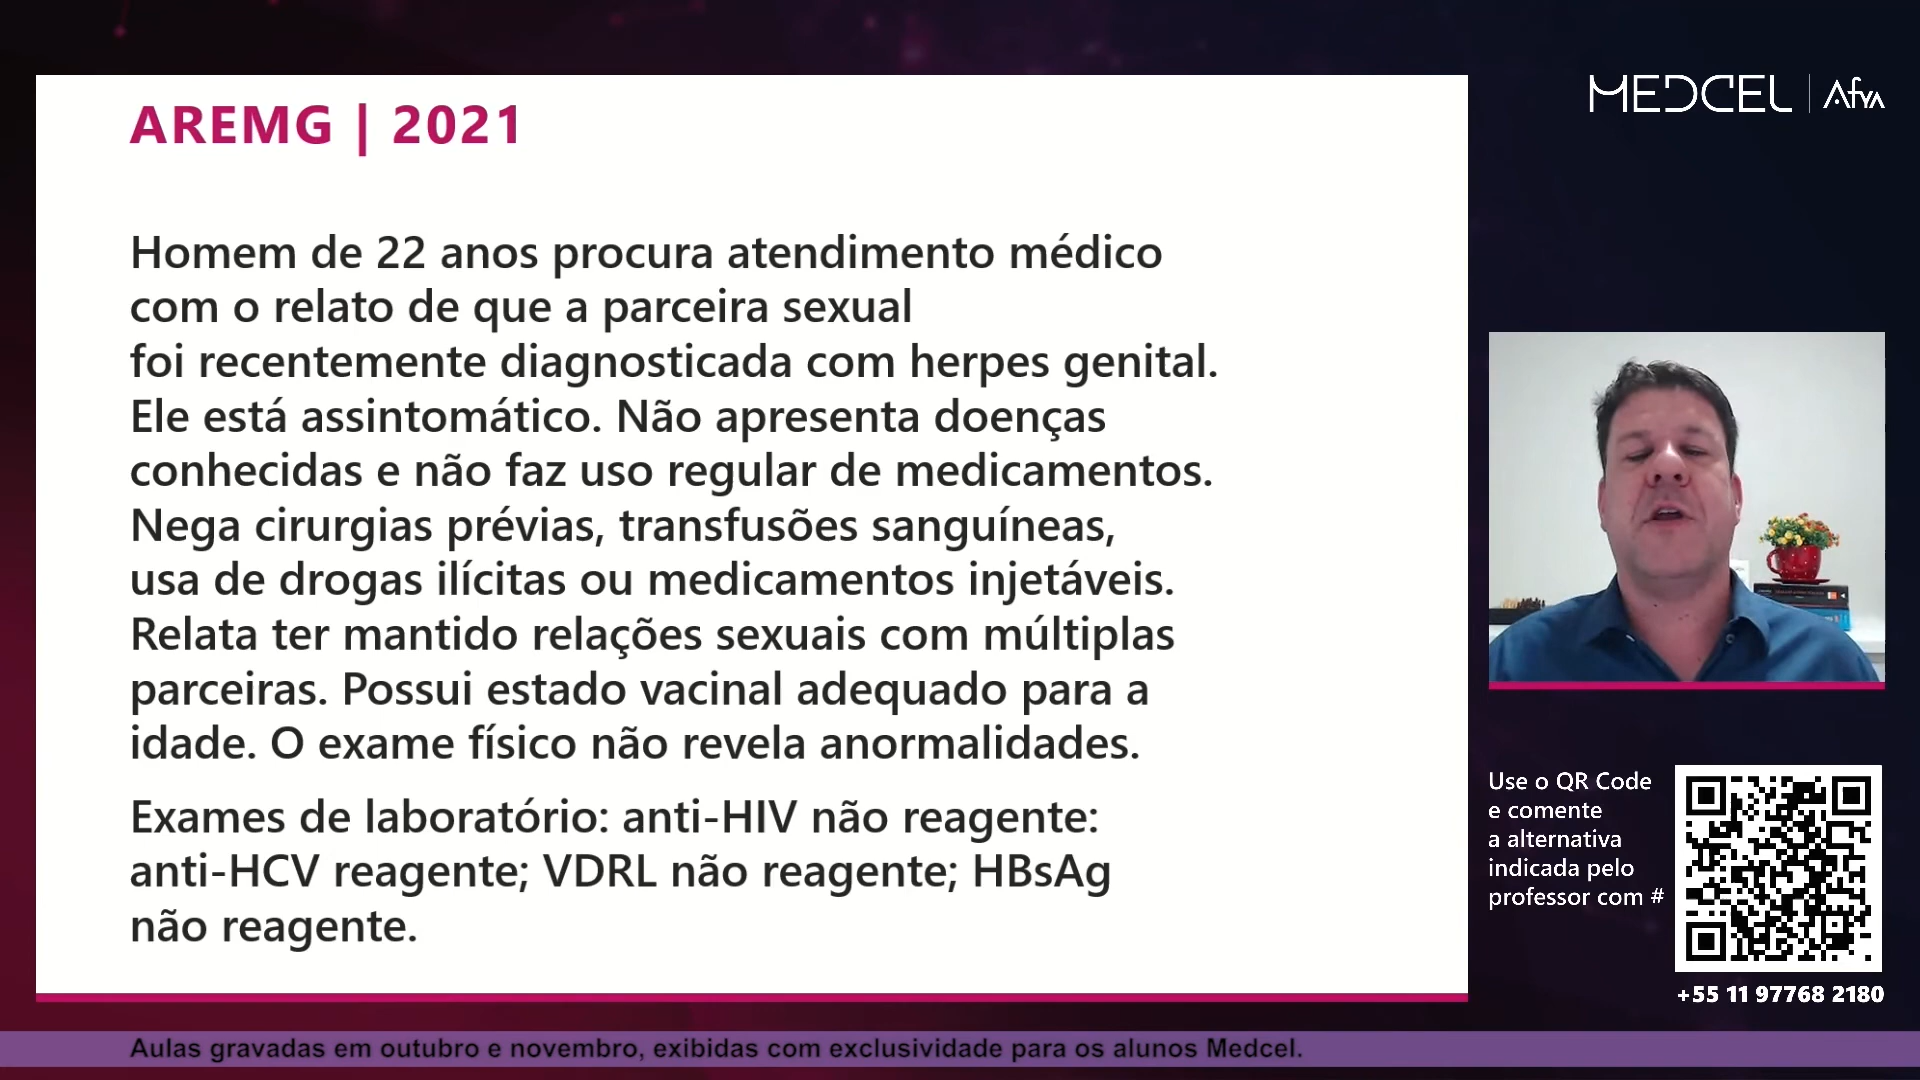 AREMG | 2021
Homem de 22 anos procura atendimento médico
com o relato de que a parceira sexual
foi recentemente diagnosticada com herpes genital.
Ele está assintomático. Não apresenta doenças
conhecidas e não faz uso regular de medicamentos.
Nega cirurgias prévias, transfusões sanguíneas,
usa de drogas ilícitas ou medicamentos injetáveis.
Relata ter mantido relações sexuais com múltiplas
parceiras. Possui estado vacinal adequado para a
idade. O exame físico não revela anormalidades.
Exames de laboratório: anti-HIV não reagente:
anti-HCV reagente; VDRL não reagente; HBsAg
não reagente.
MEDCEL | Afya
Use o QR Code
e comente
a alternativa
indicada pelo
professor com #
+55 11 97768 2180
Aulas gravadas em outubro e novembro, exibidas com exclusividade para os alunos Medcel.